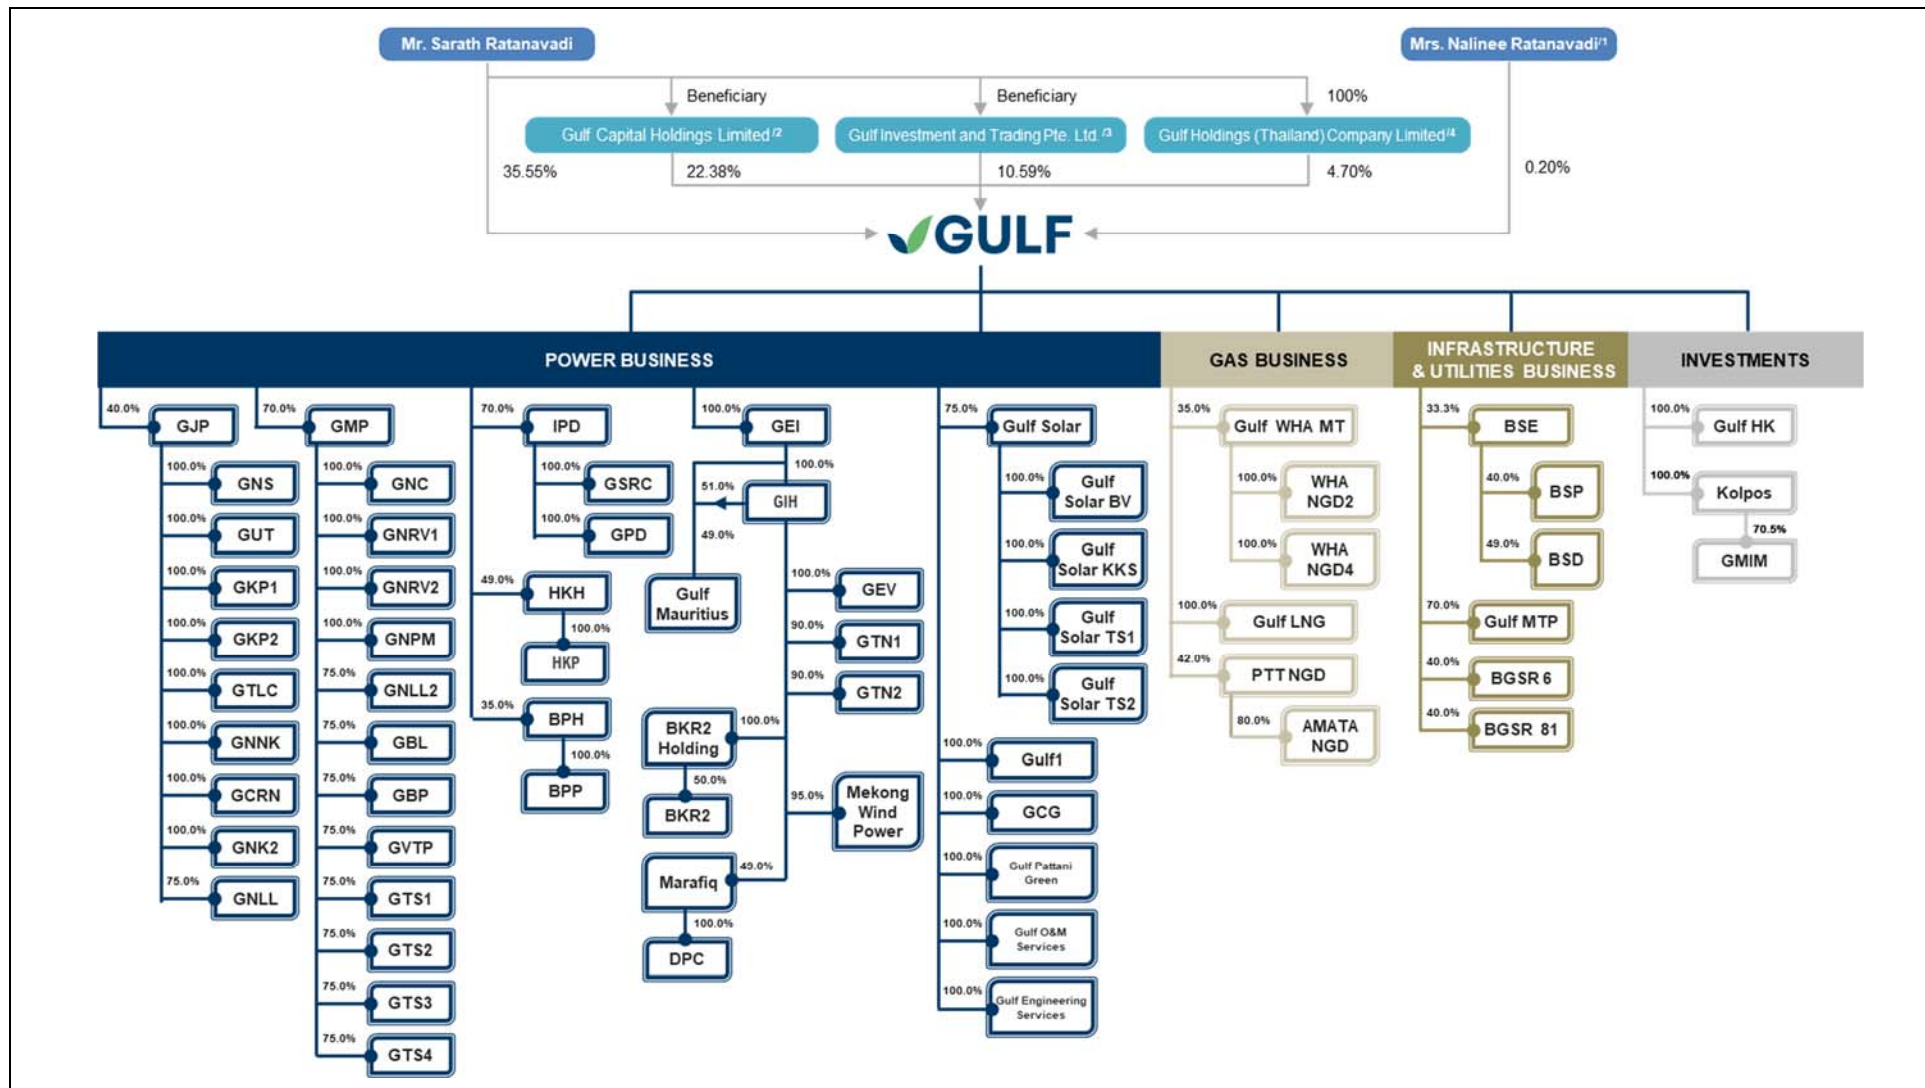 Mr. Sarath Ratanavadi
Mrs. Nalinee Ratanavadi/1
Beneficiary
Beneficiary
100%
Gulf Capital Holdings Limited/2
Gulf Investment and Trading Pte. Ltd./3
Gulf Holdings (Thailand) Company Limited/4
35.55%
22.38%
10.59%
4.70%
0.20%
GULF
POWER BUSINESS
40.0%
GJP
100.0%
GNS
100.0%
GUT
100.0%
GKP1
100.0%
GKP2
100.0%
GTLC
100.0%
GNNK
100.0%
GCRN
100.0%
GNK2
75.0%
GNLL
70.0%
GMP
100.0%
GNC
100.0%
GNRV1
100.0%
GNRV2
100.0%
GNPM
75.0%
GNLL2
75.0%
GBL
75.0%
GBP
75.0%
GVTP
75.0%
GTS1
75.0%
GTS2
75.0%
GTS3
75.0%
GTS4
70.0%
IPD
100.0%
GSRC
100.0%
GPD
49.0%
HKH
100.0%
HKP
35.0%
BPH
100.0%
BPP
100.0%
GEI
100.0%
51.0%
GIH
49.0%
Gulf
Mauritius
100.0%
GEV
90.0%
GTN1
90.0%
GTN2
100.0%
BKR2
Holding
50.0%
BKR2
95.0%
Mekong
Wind
Power
49.0%
Marafiq
100.0%
DPC
75.0%
Gulf Solar
100.0%
Gulf
Solar BV
100.0%
Gulf
Solar KKS
100.0%
Gulf
Solar TS1
100.0%
Gulf
Solar TS2
100.0%
Gulf1
100.0%
GCG
100.0%
Gulf Pattani
Green
100.0%
Gulf O&M
Services
100.0%
Gulf Engineering
Services
GAS BUSINESS
35.0%
Gulf WHA MT
100.0%
WHA
NGD2
100.0%
WHA
NGD4
100.0%
Gulf LNG
42.0%
PTT NGD
80.0%
AMATA
NGD
INFRASTRUCTURE
& UTILITIES BUSINESS
33.3%
BSE
40.0%
BSP
49.0%
BSD
70.0%
Gulf MTP
40.0%
BGSR 6
40.0%
BGSR 81
INVESTMENTS
100.0%
Gulf HK
100.0%
Kolpos
70.5%
GMIM